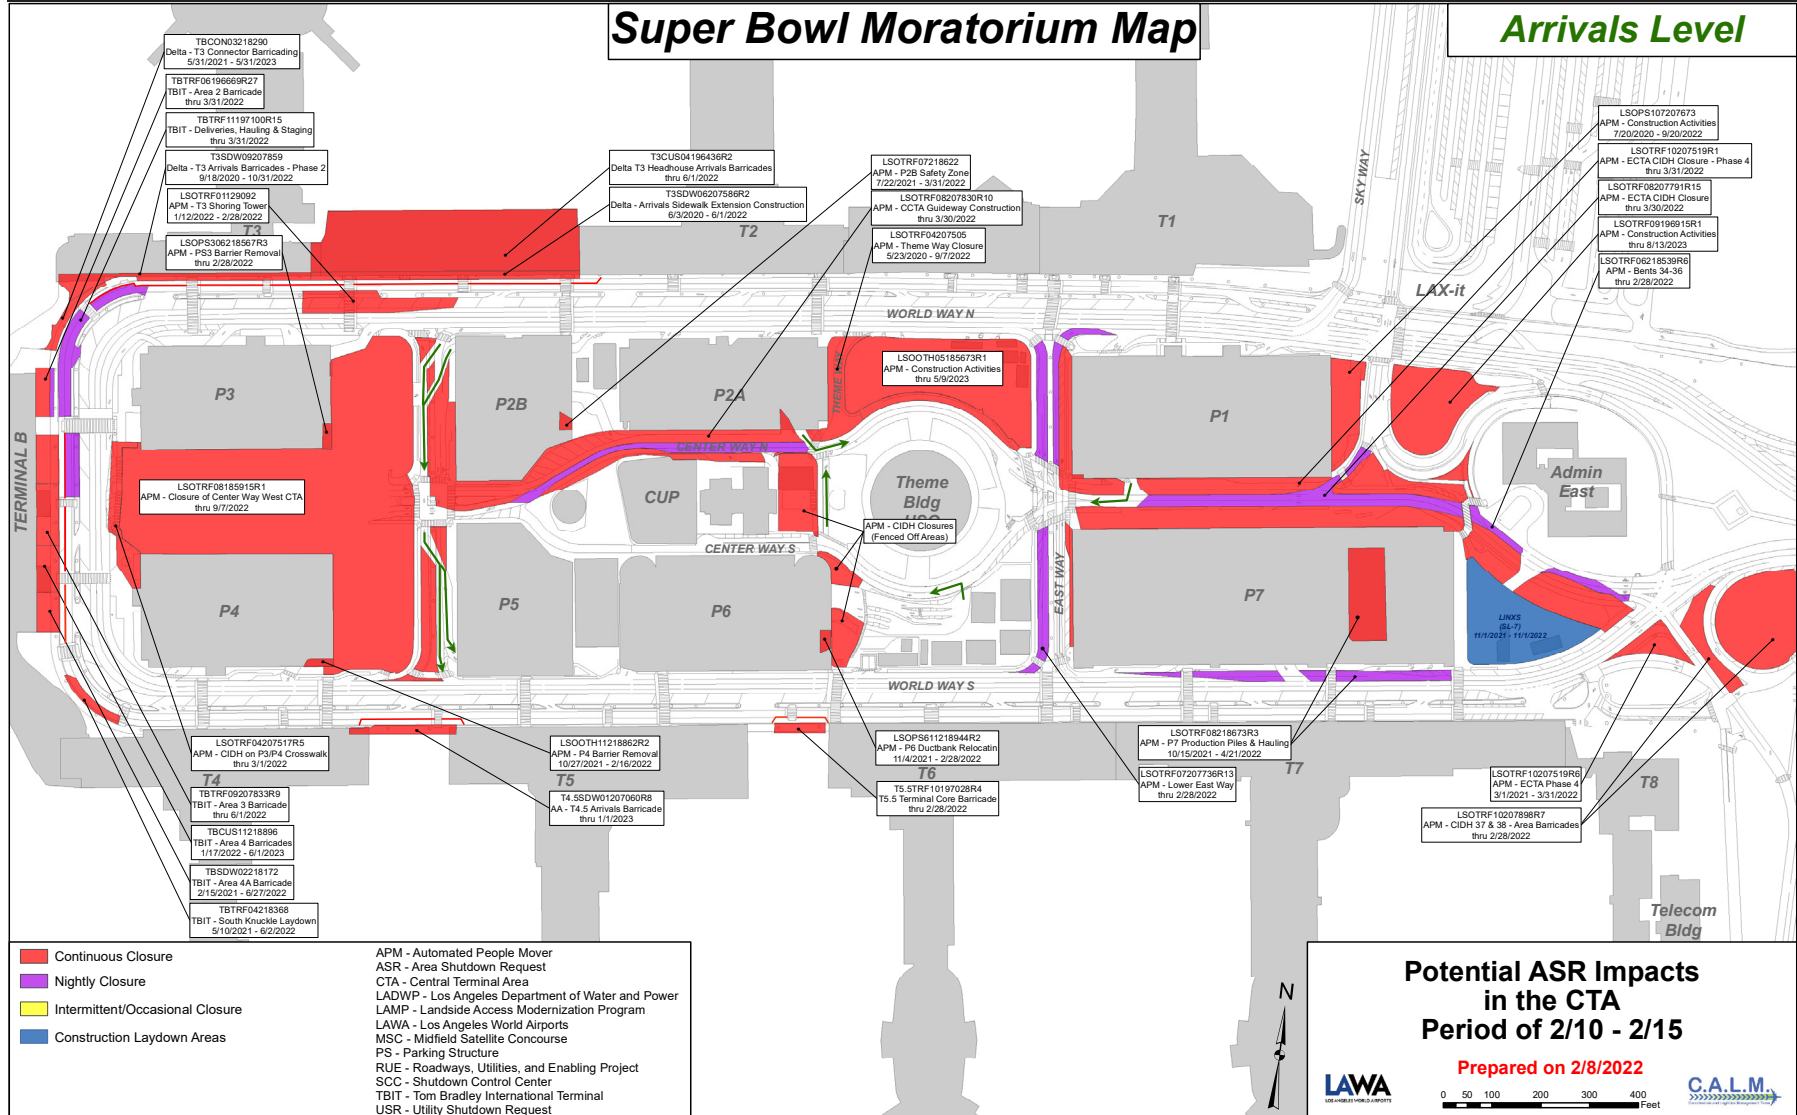 Super Bowl Moratorium Map
Arrivals Level
TBCON03218290
Delta - T3 Connector Barricading
5/31/2021 - 5/31/2023
TBTRF06196669R27
TBIT - Area 2 Barricade
thru 3/31/2022
TBTRF11197100R15
TBIT - Deliveries, Hauling & Staging
thru 3/31/2022
T3SDW09207859
Delta - T3 Arrivals Barricades - Phase 2
9/18/2020 - 10/31/2022
LSOTRF01129092
APM - T3 Shoring Tower
1/12/2022 - 2/28/2022
LSOPS306218567R3
APM - PS3 Barrier Removal
thru 2/28/2022
T3CUS04196436R2
Delta T3 Headhouse Arrivals Barricades
thru 6/1/2022
T3SDW06207586R2
Delta - Arrivals Sidewalk Extension Construction
6/3/2020 - 6/1/2022
LSOTRF07218622
APM - P2B Safety Zone
7/22/2021 - 3/31/2022
LSOTRF08207830R10
APM - CCTA Guideway Construction
thru 3/30/2022
LSOTRF04207505
APM - Theme Way Closure
5/23/2020 - 9/7/2022
LSOPS107207673
APM - Construction Activities
7/20/2020 - 9/20/2022
LSOTRF10207519R1
APM - ECTA CIDH Closure - Phase 4
thru 3/31/2022
LSOTRF08207791R15
APM - ECTA CIDH Closure
thru 3/30/2022
LSOTRF09196915R1
APM - Construction Activities
thru 8/13/2023
LSOTRF06218539R6
APM - Bents 34-36
thru 2/28/2022
T3
T2
T1
SKY WAY
LAX-it
WORLD WAY N
P3
P2B
P2A
THEME WAY
LSOOTH05185673R1
APM - Construction Activities
thru 5/9/2023
P1
CENTER WAY N
TERMINAL B
LSOTRF08185915R1
APM - Closure of Center Way West CTA
thru 9/7/2022
CUP
Theme
Bldg
USO
APM - CIDH Closures
(Fenced Off Areas)
Admin
East
CENTER WAY S
EAST WAY
P4
P5
P6
P7
LINXS
(SL-7)
11/1/2021 - 11/1/2022
WORLD WAY S
LSOTRF04207517R5
APM - CIDH on P3/P4 Crosswalk
thru 3/1/2022
T4
LSOOTH11218862R2
APM - P4 Barrier Removal
10/27/2021 - 2/16/2022
T5
LSOPS611218944R2
APM - P6 Ductbank Relocatin
11/4/2021 - 2/28/2022
T6
LSOTRF08218673R3
APM - P7 Production Piles & Hauling
10/15/2021 - 4/21/2022
T7
LSOTRF07207736R13
APM - Lower East Way
thru 2/28/2022
LSOTRF10207519R6
APM - ECTA Phase 4
3/1/2021 - 3/31/2022
T8
TBTRF09207833R9
TBIT - Area 3 Barricade
thru 6/1/2022
T4.5SDW01207060R8
AA - T4.5 Arrivals Barricade
thru 1/1/2023
T5.5TRF10197028R4
T5.5 Terminal Core Barricade
thru 2/28/2022
LSOTRF10207898R7
APM - CIDH 37 & 38 - Area Barricades
thru 2/28/2022
TBCUS11218896
TBIT - Area 4 Barricades
1/17/2022 - 6/1/2023
TBSDW02218172
TBIT - Area 4A Barricade
2/15/2021 - 6/27/2022
TBTRF04218368
TBIT - South Knuckle Laydown
5/10/2021 - 6/2/2022
Telecom
Bldg
Continuous Closure
Nightly Closure
Intermittent/Occasional Closure
Construction Laydown Areas
APM - Automated People Mover
ASR - Area Shutdown Request
CTA - Central Terminal Area
LADWP - Los Angeles Department of Water and Power
LAMP - Landside Access Modernization Program
LAWA - Los Angeles World Airports
MSC - Midfield Satellite Concourse
PS - Parking Structure
RUE - Roadways, Utilities, and Enabling Project
SCC - Shutdown Control Center
TBIT - Tom Bradley International Terminal
USR - Utility Shutdown Request
N
Potential ASR Impacts
in the CTA
Period of 2/10 - 2/15
Prepared on 2/8/2022
LAWA
LOS ANGELES WORLD AIRPORTS
0 50 100 200 300 400
Feet
C.A.L.M.